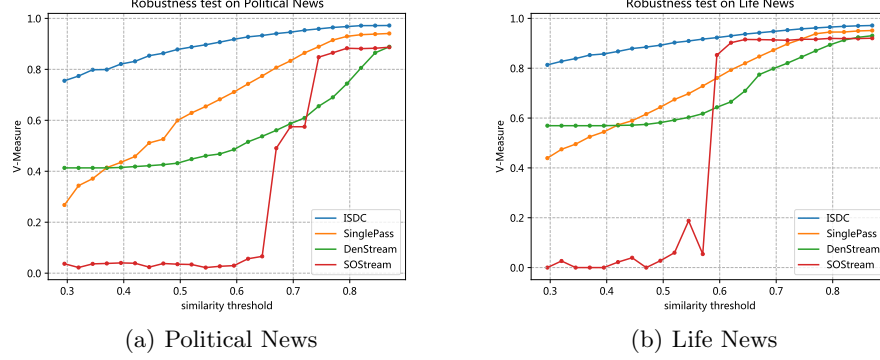 Robustness test on Political News
1.0
0.8
0.6
0.4
0.2
0.0
V-Measure
0.3 0.4 0.5 0.6 0.7 0.8
similarity threshold
ISDC
SinglePass
DenStream
SOStream
(a) Political News
Robustness test on Life News
1.0
0.8
0.6
0.4
0.2
0.0
V-Measure
0.3 0.4 0.5 0.6 0.7 0.8
similarity threshold
ISDC
SinglePass
DenStream
SOStream
(b) Life News